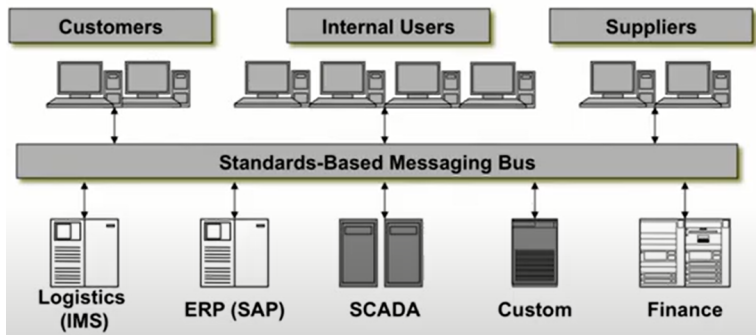 Customers
Internal Users
Suppliers
Standards-Based Messaging Bus
Logistics
(IMS)
ERP (SAP)
SCADA
Custom
Finance